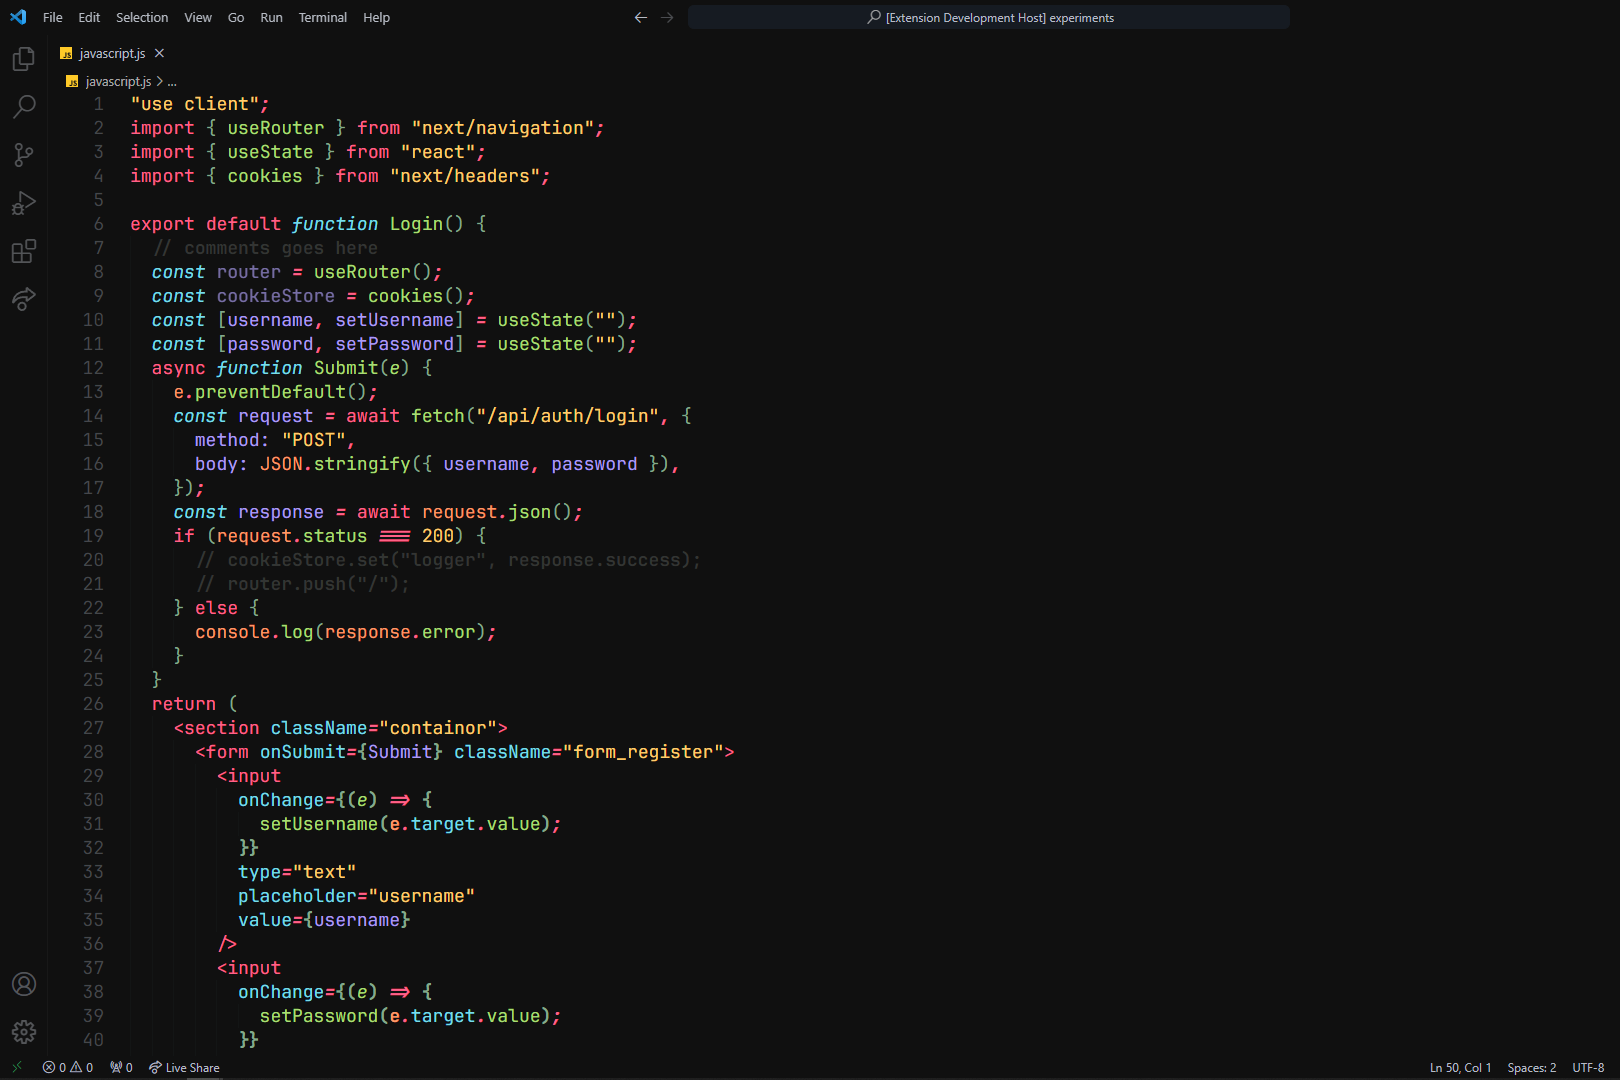 File Edit Selection View Go Run Terminal Help
[Extension Development Host] experiments
JS javascript.js
JS javascript.js > ...
1 "use client";
2 import { useRouter } from "next/navigation";
3 import { useState } from "react";
4 import { cookies } from "next/headers";
5
6 export default function Login() {
7   // comments goes here
8   const router = useRouter();
9   const cookieStore = cookies();
10   const [username, setUsername] = useState("");
11   const [password, setPassword] = useState("");
12   async function Submit(e) {
13     e.preventDefault();
14     const request = await fetch("/api/auth/login", {
15       method: "POST",
16       body: JSON.stringify({ username, password }),
17     });
18     const response = await request.json();
19     if (request.status === 200) {
20       // cookieStore.set("logger", response.success);
21       // router.push("/");
22     } else {
23       console.log(response.error);
24     }
25   }
26   return (
27     <section className="containor">
28       <form onSubmit={Submit} className="form_register">
29         <input
30           onChange={(e) => {
31             setUsername(e.target.value);
32           }}
33           type="text"
34           placeholder="username"
35           value={username}
36         />
37         <input
38           onChange={(e) => {
39             setPassword(e.target.value);
40           }}
0 0 0 Live Share Ln 50, Col 1 Spaces: 2 UTF-8